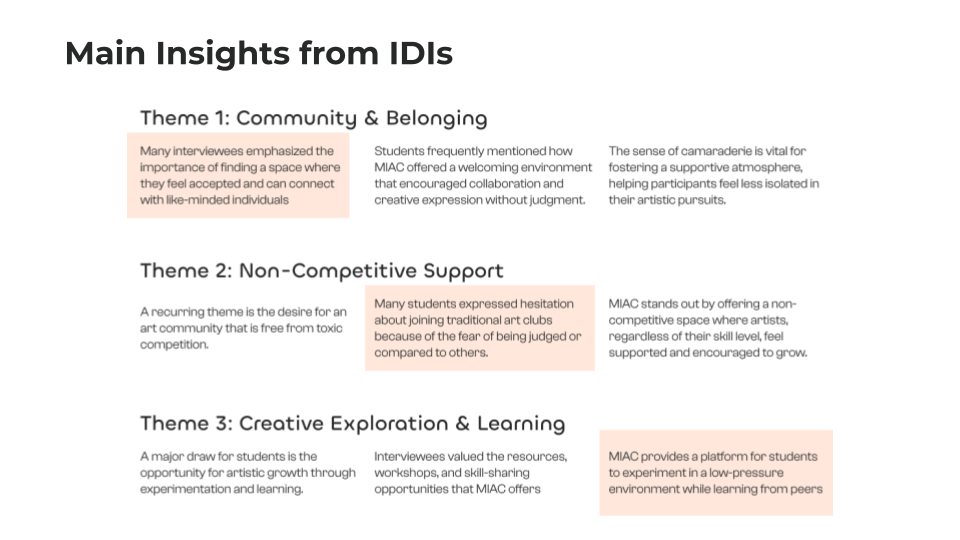 Main Insights from IDIs
Theme 1: Community & Belonging
Many interviewees emphasized the
importance of finding a space where
they feel accepted and can connect
with like-minded individuals
Students frequently mentioned how
MIAC offered a welcoming environment
that encouraged collaboration and
creative expression without judgment.
The sense of camaraderie is vital for
fostering a supportive atmosphere,
helping participants feel less isolated in
their artistic pursuits.
Theme 2: Non-Competitive Support
A recurring theme is the desire for an
art community that is free from toxic
competition.
Many students expressed hesitation
about joining traditional art clubs
because of the fear of being judged or
compared to others.
MIAC stands out by offering a non-
competitive space where artists,
regardless of their skill level, feel
supported and encouraged to grow.
Theme 3: Creative Exploration & Learning
A major draw for students is the
opportunity for artistic growth through
experimentation and learning.
Interviewees valued the resources,
workshops, and skill-sharing
opportunities that MIAC offers
MIAC provides a platform for students
to experiment in a low-pressure
environment while learning from peers